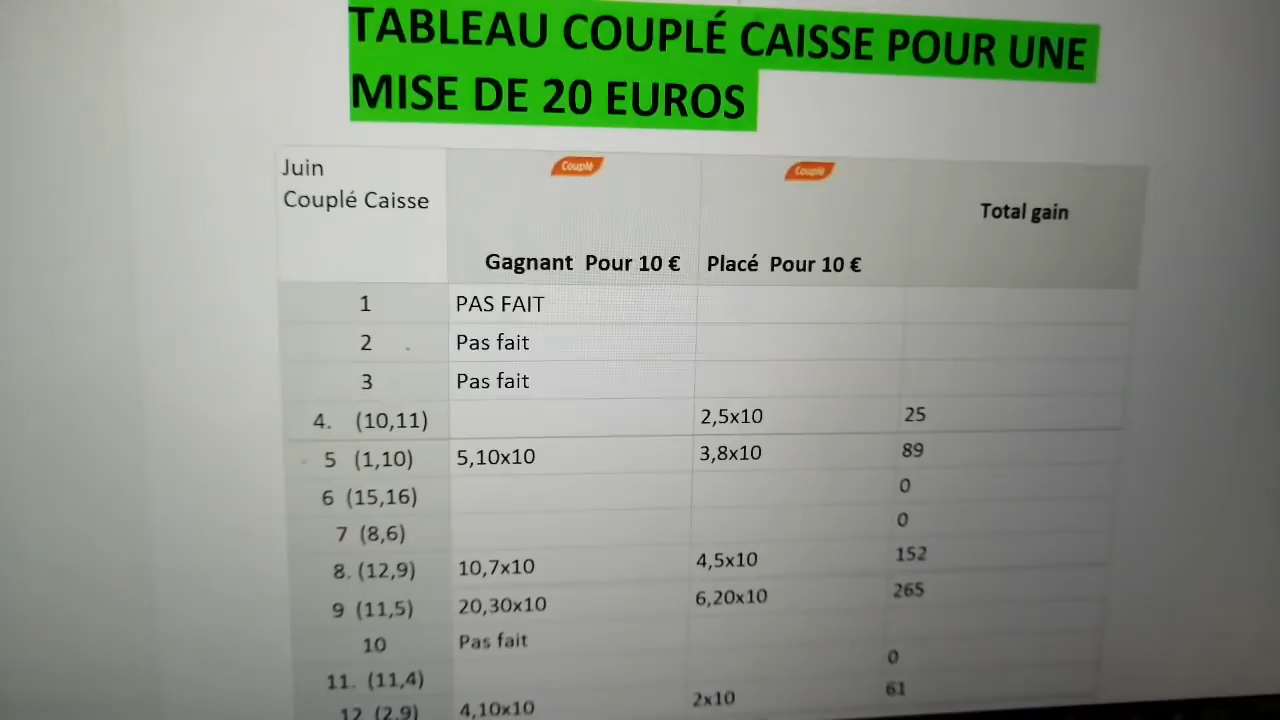 TABLEAU COUPLÉ CAISSE POUR UNE
MISE DE 20 EUROS
Juin
Couplé Caisse
Couplé
Gagnant Pour 10 €
Couplé
Placé Pour 10 €
Total gain
1 PAS FAIT
2 Pas fait
3 Pas fait
4. (10,11) 2,5x10 25
5 (1,10) 5,10x10 3,8x10 89
6 (15,16) 0
7 (8,6) 0
8. (12,9) 10,7x10 4,5x10 152
9 (11,5) 20,30x10 6,20x10 265
10 Pas fait
11. (11,4) 0
12 (2,9) 4,10x10 2x10 61